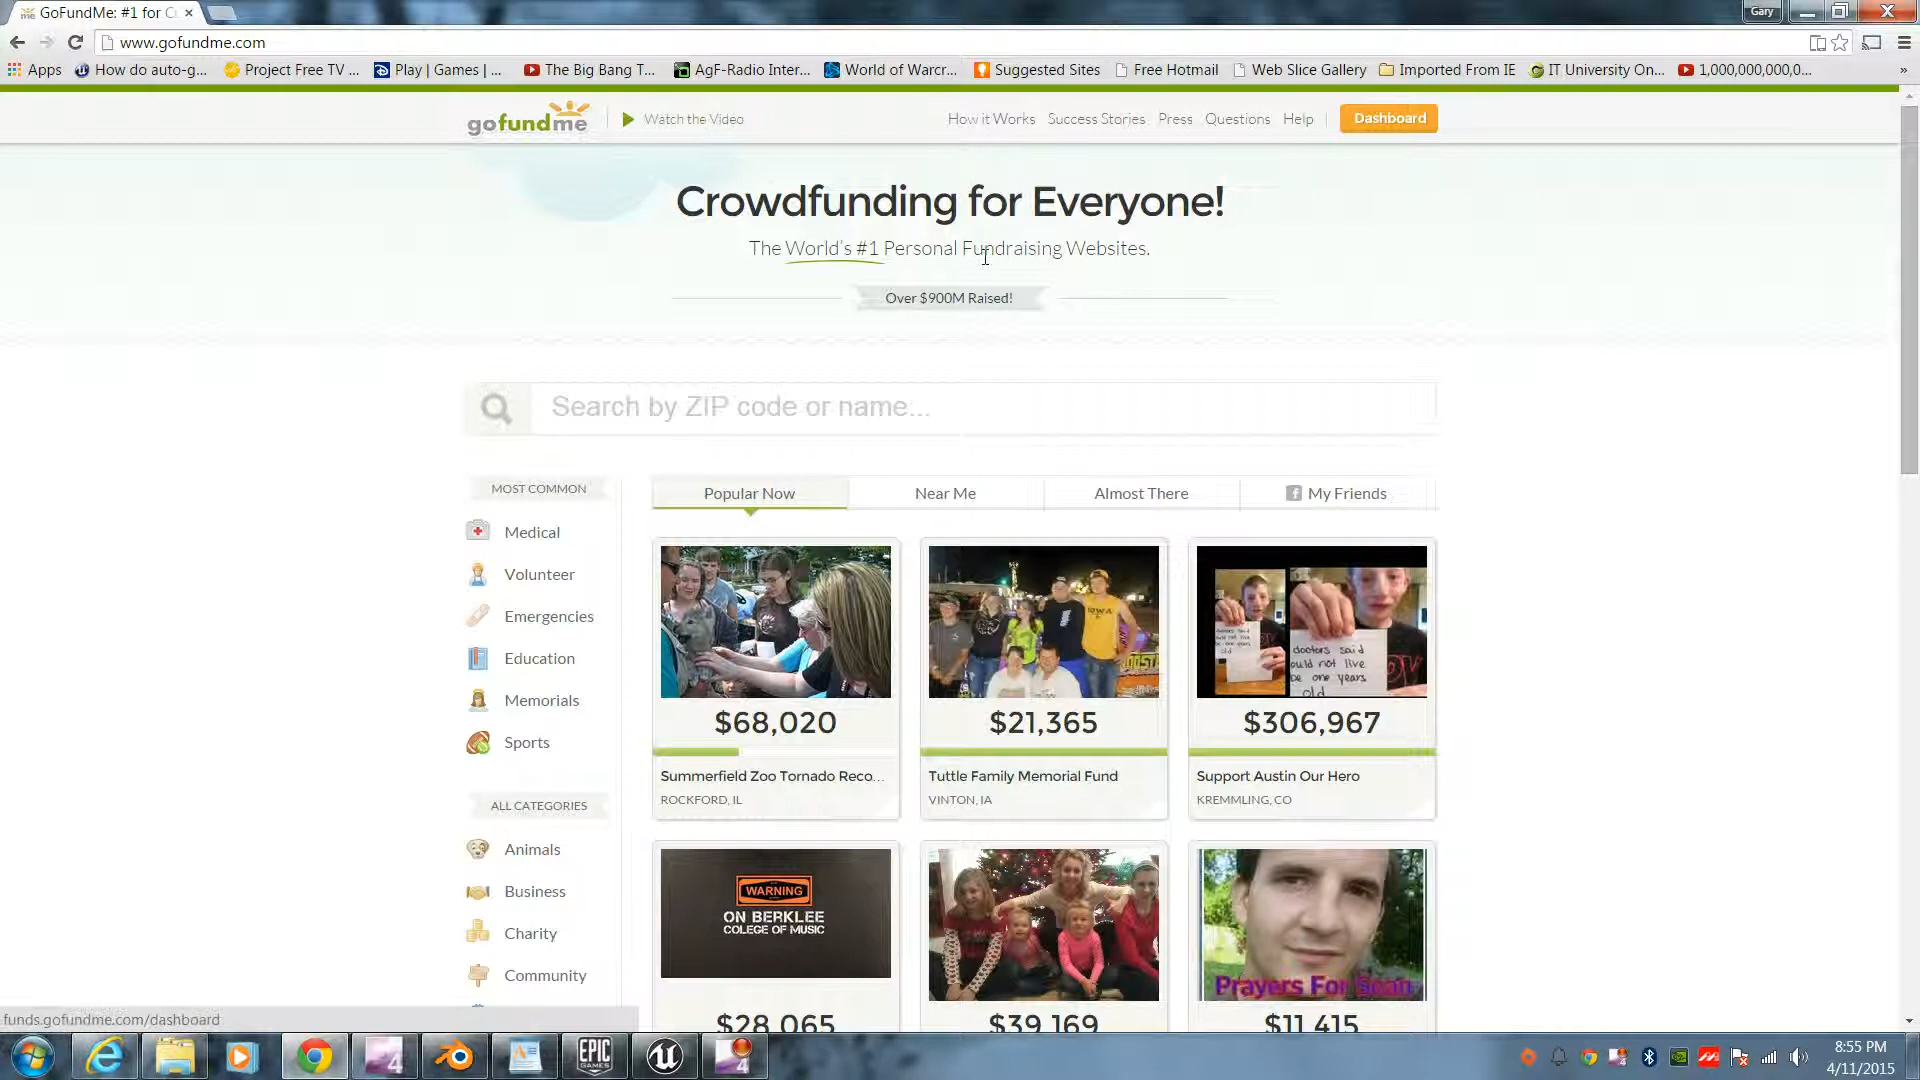 GoFundMe: #1 for C
Gary
www.gofundme.com
Apps
How do auto-g...
Project Free TV ...
Play | Games | ...
The Big Bang T...
AgF-Radio Inter...
World of Warcr...
Suggested Sites
Free Hotmail
Web Slice Gallery
Imported From IE
IT University On...
1,000,000,000,0...
»
gofundme
Watch the Video
How it Works
Success Stories
Press
Questions
Help
Dashboard
Crowdfunding for Everyone!
The World's #1 Personal Fundraising Websites.
Over $900M Raised!
Search by ZIP code or name...
MOST COMMON
Medical
Volunteer
Emergencies
Education
Memorials
Sports
ALL CATEGORIES
Animals
Business
Charity
Community
Popular Now
Near Me
Almost There
My Friends
doctors said
ould not live
be one years
old
$68,020
Summerfield Zoo Tornado Reco...
ROCKFORD, IL
$21,365
Tuttle Family Memorial Fund
VINTON, IA
$306,967
Support Austin Our Hero
KREMMLING, CO
WARNING
ON BERKLEE
COLEGE OF MUSIC
Prayers For Sean
$28,065
$39,169
$11,415
funds.gofundme.com/dashboard
EPIC
GAMES
8:55 PM
4/11/2015